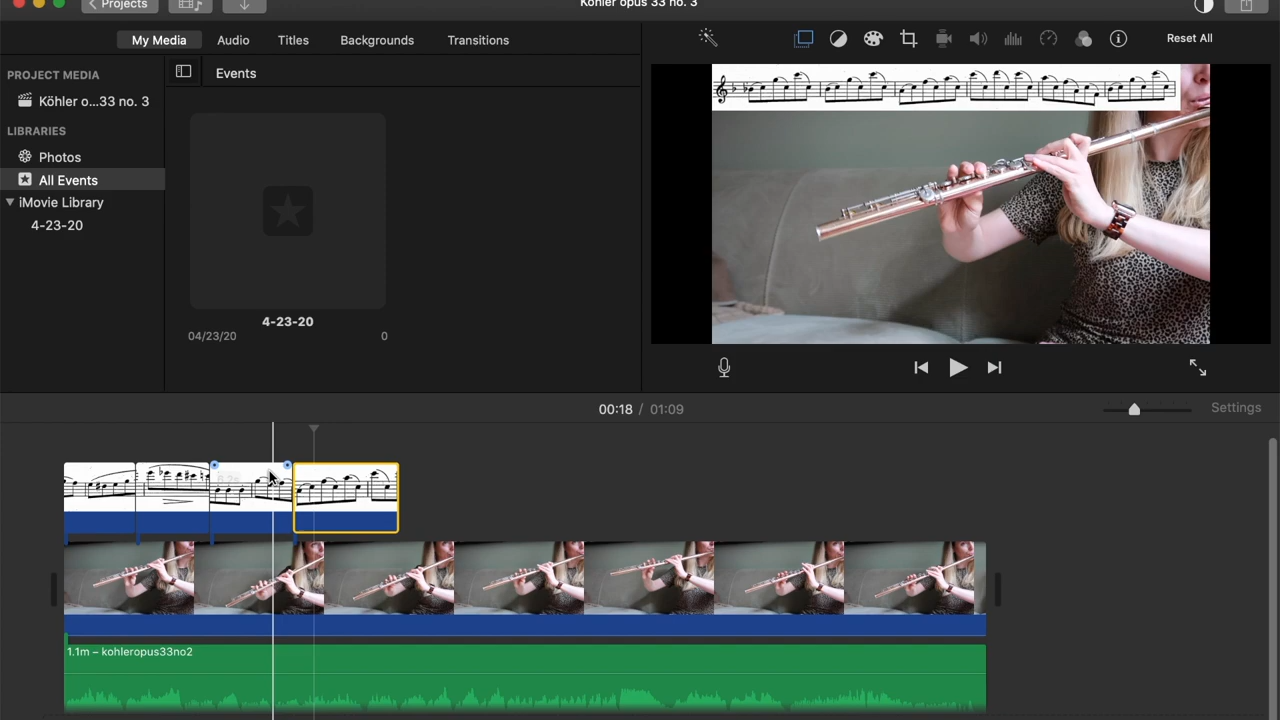 Projects
Köhler opus 33 no. 3
My Media
Audio
Titles
Backgrounds
Transitions
Reset All
PROJECT MEDIA
Events
Köhler o...33 no. 3
LIBRARIES
Photos
All Events
iMovie Library
4-23-20
4-23-20
04/23/20
0
00:18 / 01:09
Settings
1.1m – kohleropus33no2